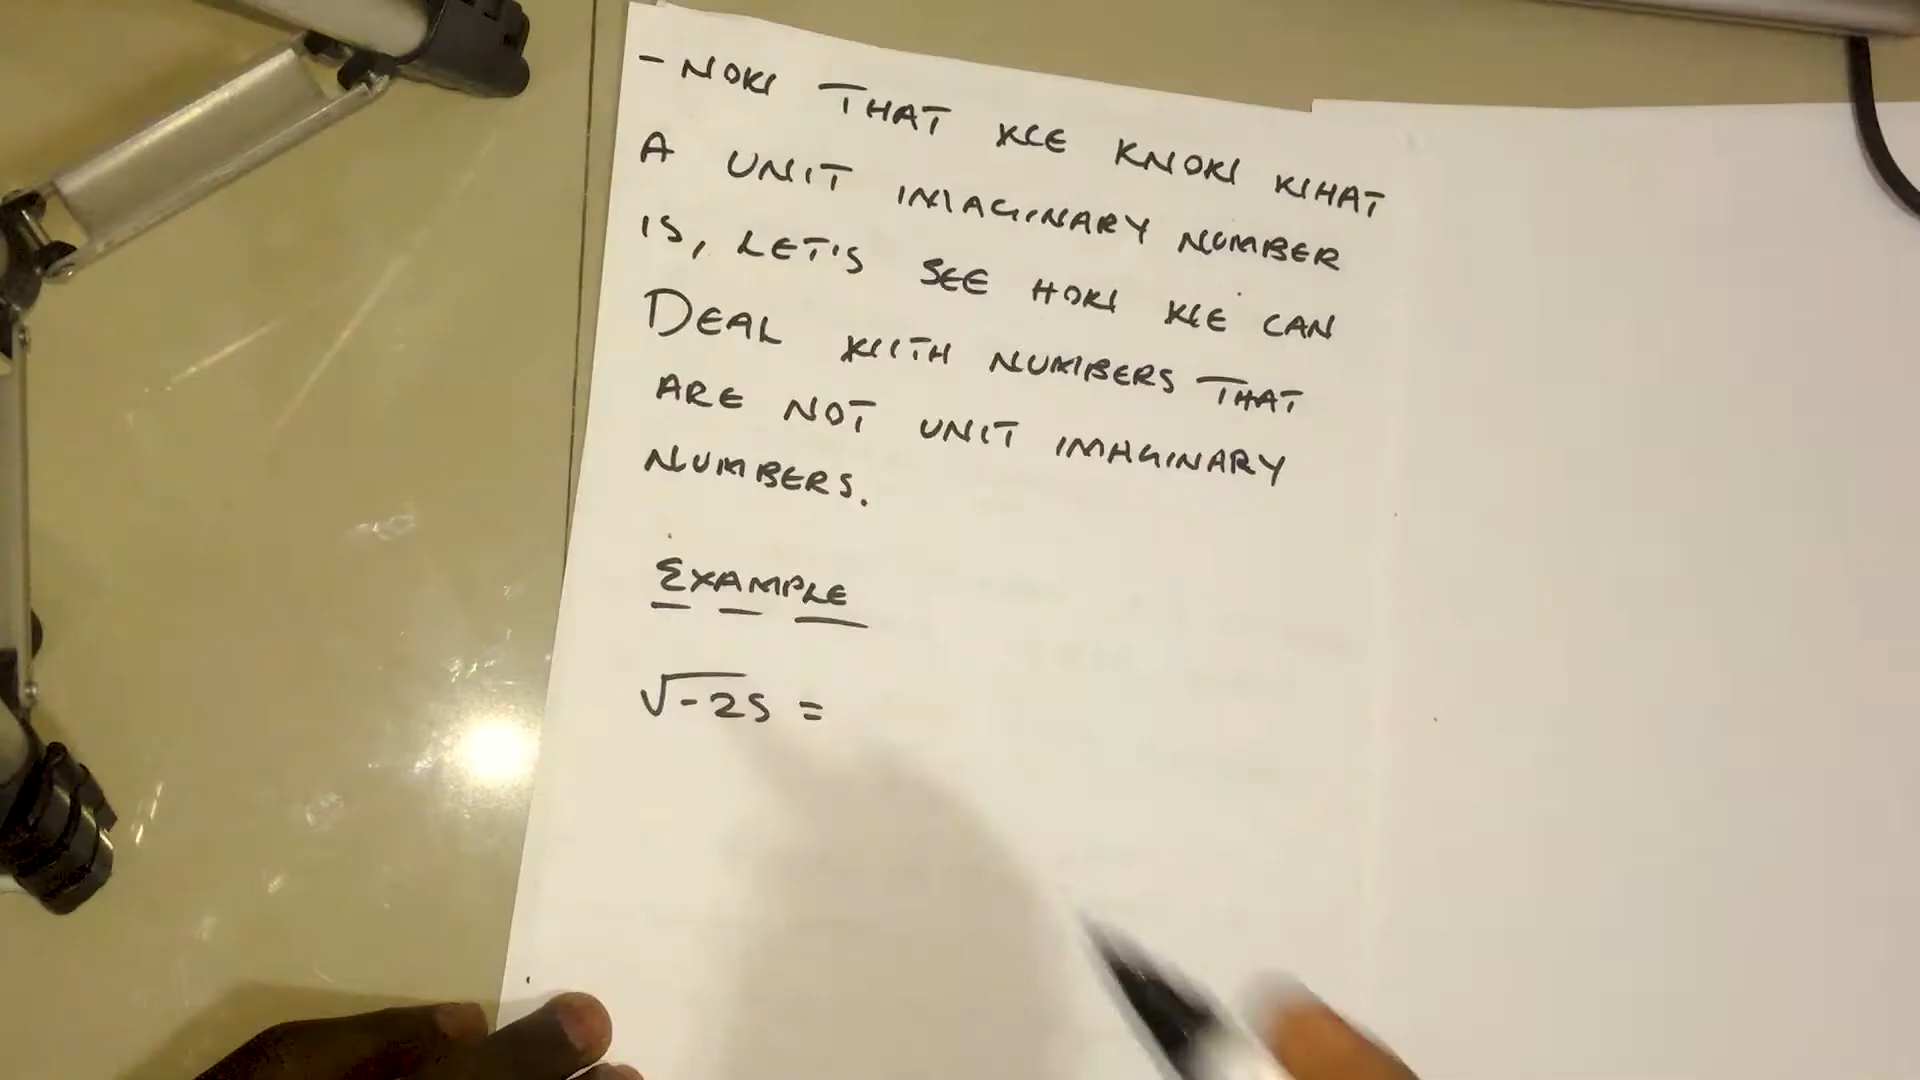 - NOW THAT WE KNOW WHAT
A UNIT IMAGINARY NUMBER
IS, LET'S SEE HOW WE CAN
DEAL WITH NUMBERS THAT
ARE NOT UNIT IMAGINARY
NUMBERS.
EXAMPLE
√-25 =